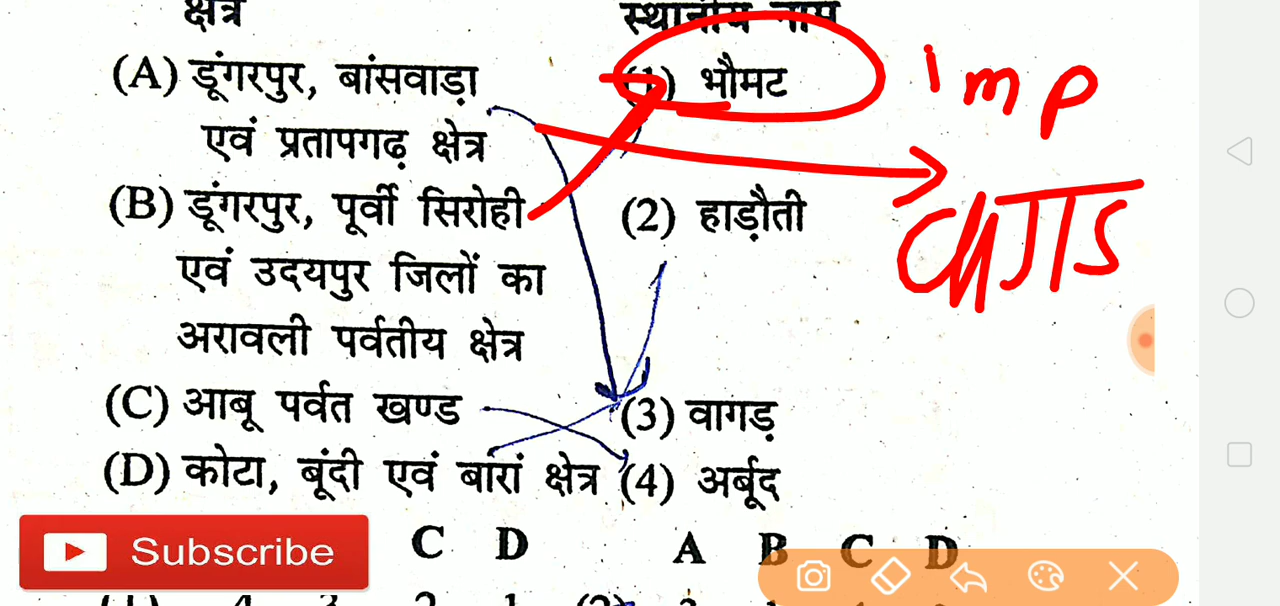 क्षेत्र स्थानीय नाम
(A) डूंगरपुर, बांसवाड़ा (1) भौमट imp
एवं प्रतापगढ़ क्षेत्र
(B) डूंगरपुर, पूर्वी सिरोही (2) हाड़ौती
एवं उदयपुर जिलों का
अरावली पर्वतीय क्षेत्र
(C) आबू पर्वत खण्ड (3) वागड़
(D) कोटा, बूंदी एवं बारां क्षेत्र (4) अर्बूद
C D A B C D
Subscribe